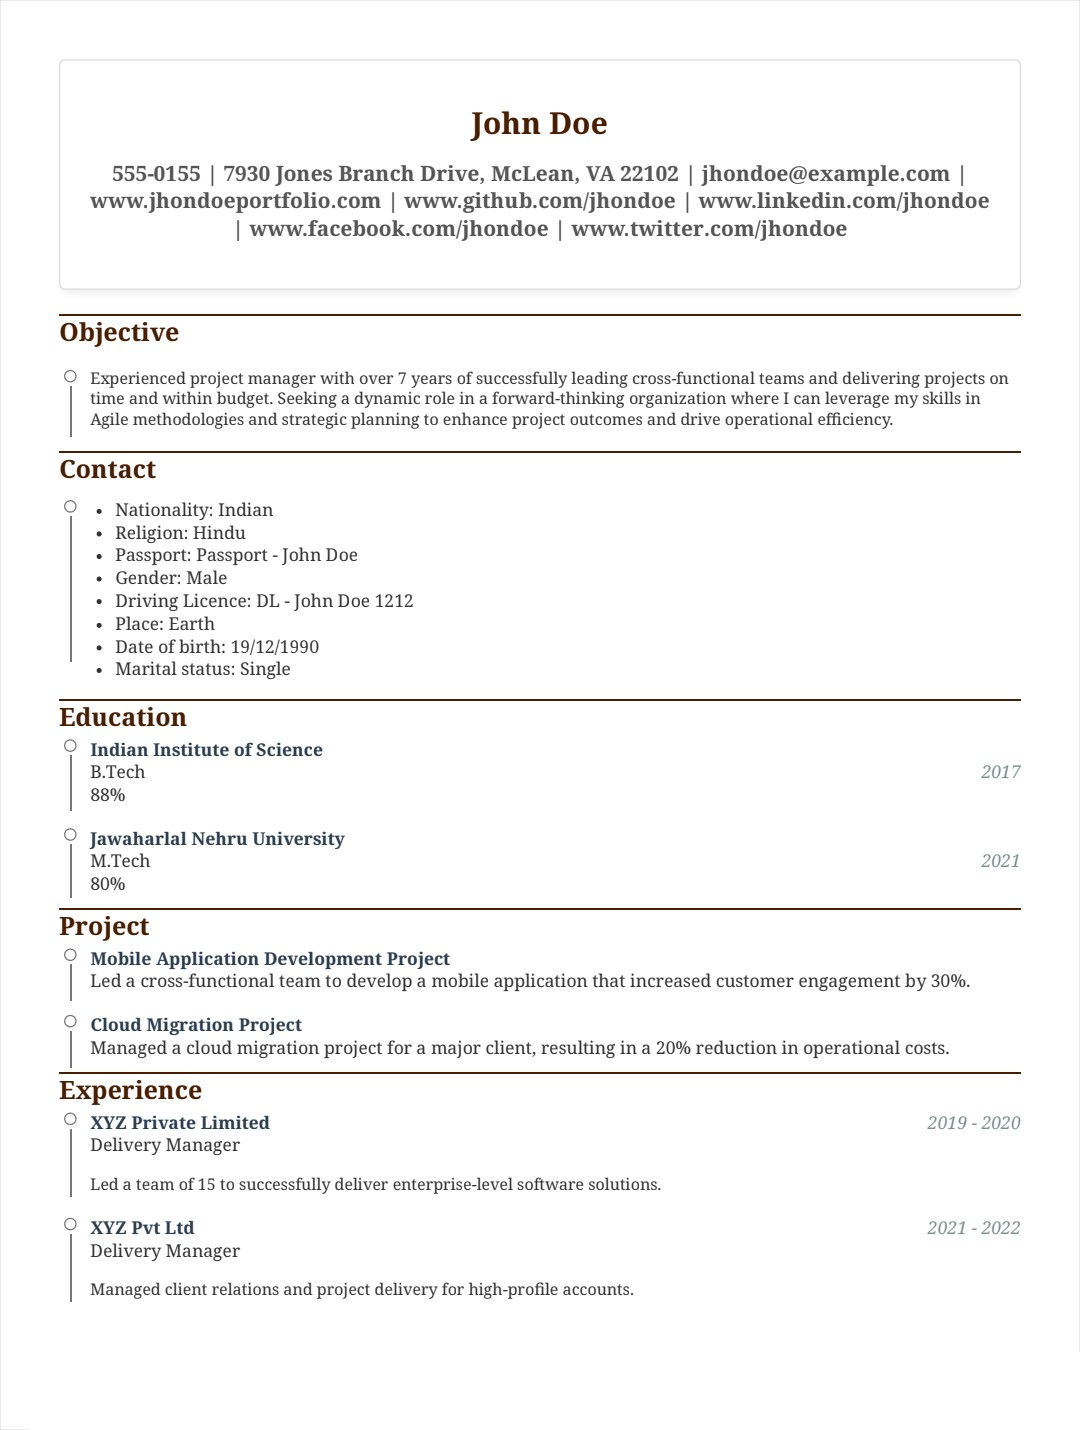 John Doe
555-0155 | 7930 Jones Branch Drive, McLean, VA 22102 | jhondoe@example.com |
www.jhondoeportfolio.com | www.github.com/jhondoe | www.linkedin.com/jhondoe
| www.facebook.com/jhondoe | www.twitter.com/jhondoe
Objective
Experienced project manager with over 7 years of successfully leading cross-functional teams and delivering projects on
time and within budget. Seeking a dynamic role in a forward-thinking organization where I can leverage my skills in
Agile methodologies and strategic planning to enhance project outcomes and drive operational efficiency.
Contact
• Nationality: Indian
• Religion: Hindu
• Passport: Passport - John Doe
• Gender: Male
• Driving Licence: DL - John Doe 1212
• Place: Earth
• Date of birth: 19/12/1990
• Marital status: Single
Education
Indian Institute of Science
B.Tech 2017
88%
Jawaharlal Nehru University
M.Tech 2021
80%
Project
Mobile Application Development Project
Led a cross-functional team to develop a mobile application that increased customer engagement by 30%.
Cloud Migration Project
Managed a cloud migration project for a major client, resulting in a 20% reduction in operational costs.
Experience
XYZ Private Limited 2019 - 2020
Delivery Manager
Led a team of 15 to successfully deliver enterprise-level software solutions.
XYZ Pvt Ltd 2021 - 2022
Delivery Manager
Managed client relations and project delivery for high-profile accounts.